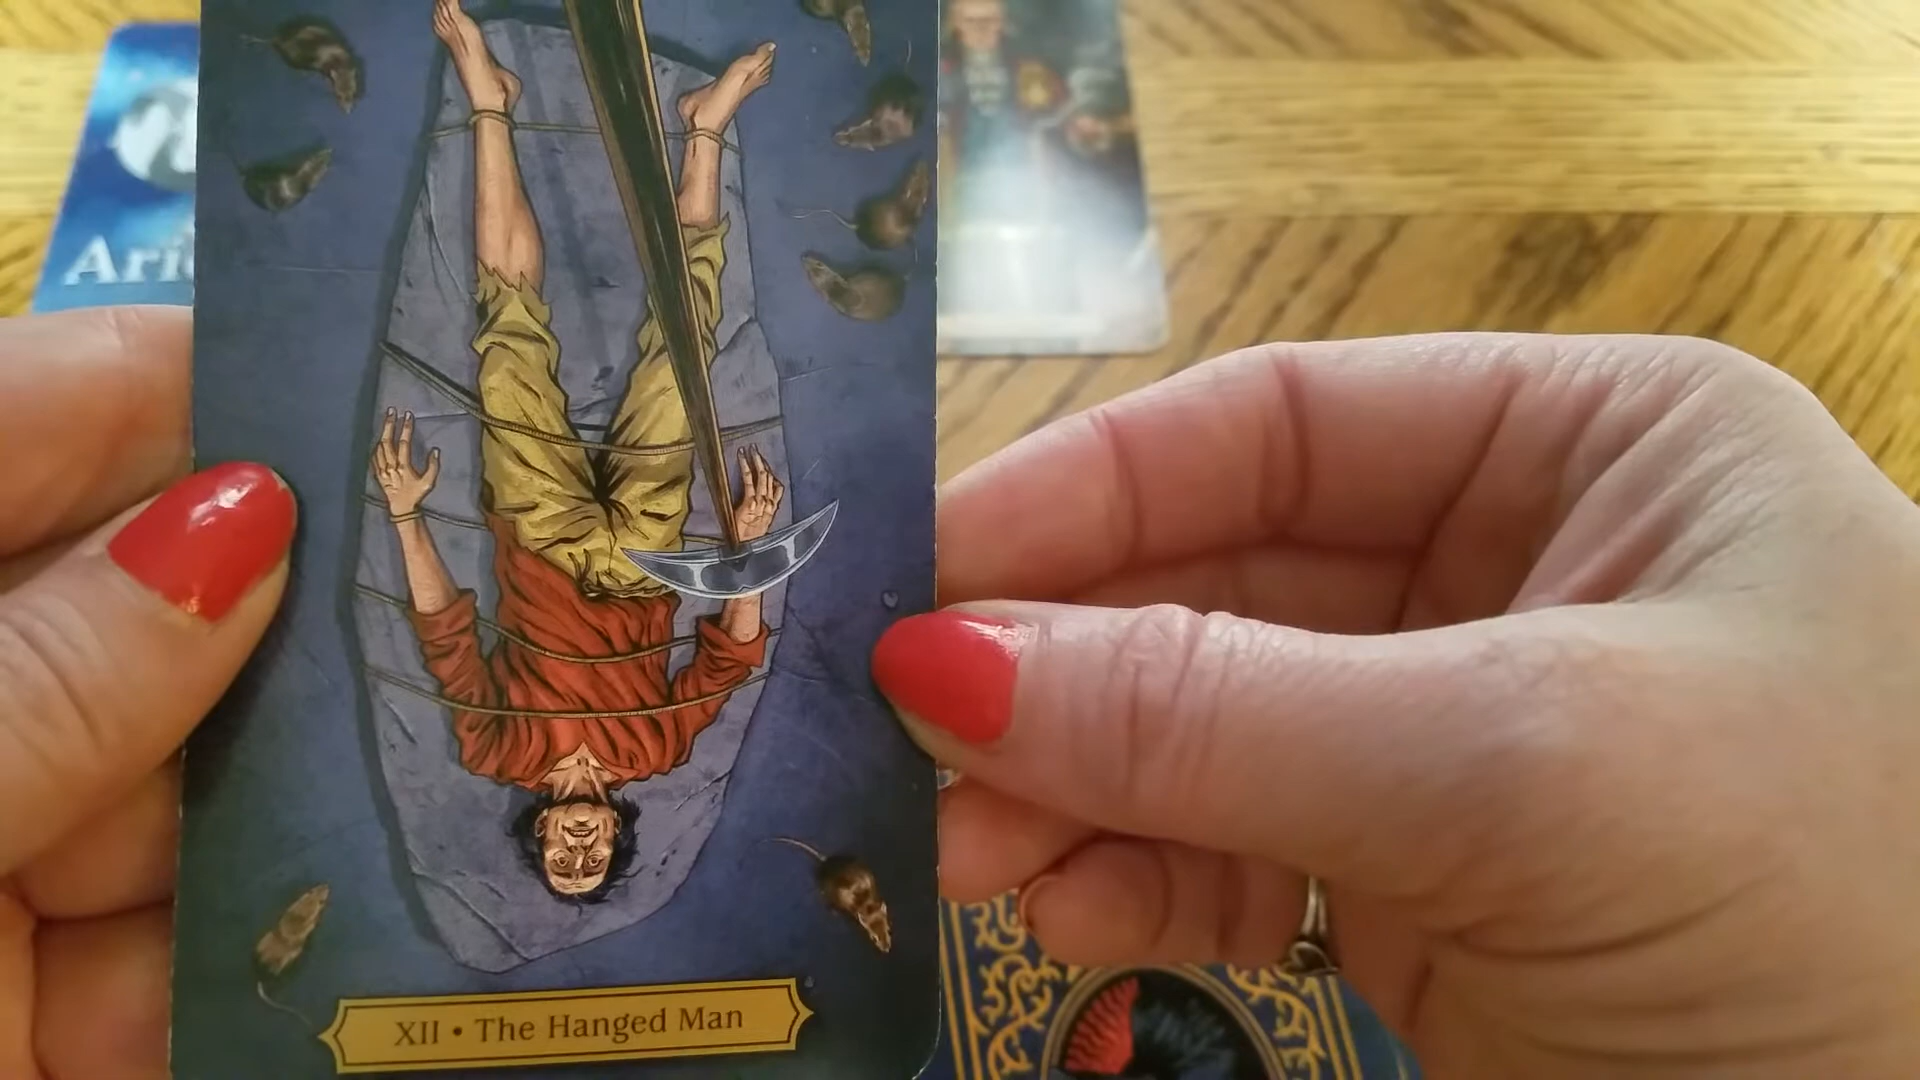 Ari
XII • The Hanged Man